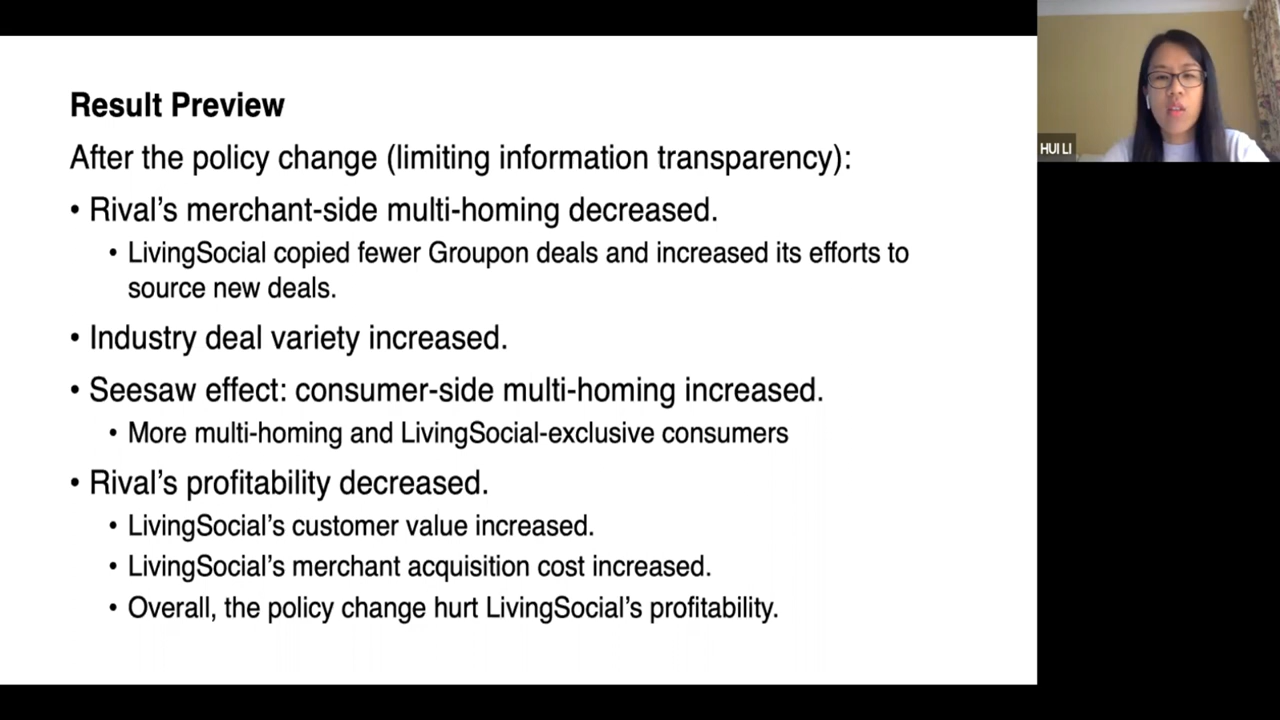 Result Preview
After the policy change (limiting information transparency):
• Rival's merchant-side multi-homing decreased.
• LivingSocial copied fewer Groupon deals and increased its efforts to
source new deals.
• Industry deal variety increased.
• Seesaw effect: consumer-side multi-homing increased.
• More multi-homing and LivingSocial-exclusive consumers
• Rival's profitability decreased.
• LivingSocial's customer value increased.
• LivingSocial's merchant acquisition cost increased.
• Overall, the policy change hurt LivingSocial's profitability.
HUI LI